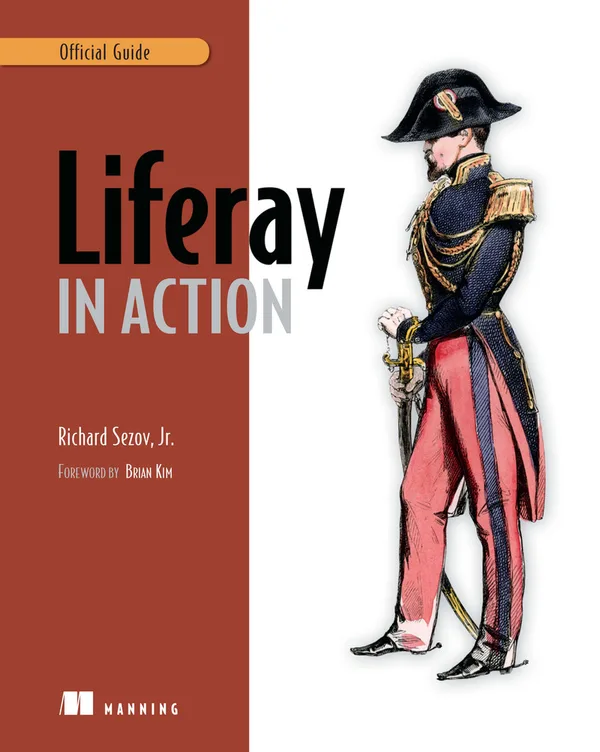 Official Guide
Liferay
IN ACTION
Richard Sezov, Jr.
FOREWORD BY BRIAN KIM
MANNING